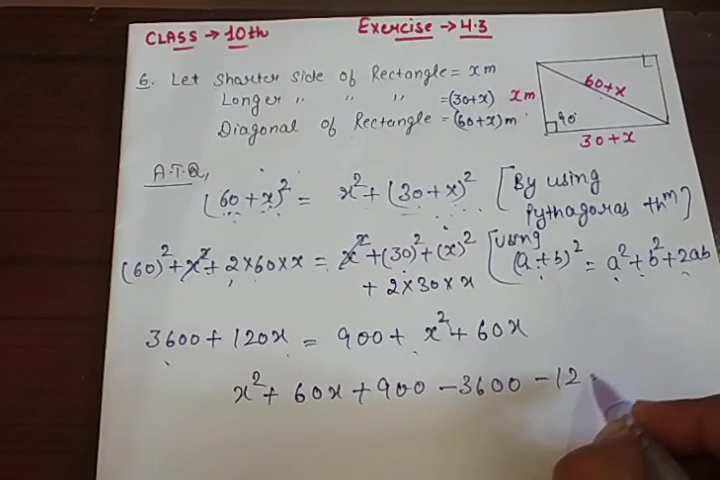 CLASS → 10th Exercise → 4.3
6. Let Shorter side of Rectangle = x m
Longer " " " = (30+x) x m
Diagonal of Rectangle = (60+x) m
60+x
90°
30+x
A.T.Q,
(60+x)² = x² + (30+x)² [By using
Pythagoras thm]
(60)² + x² + 2×60×x = x² + (30)² + (x)² [using
(a+b)² = a²+b²+2ab
+ 2×30×x
3600 + 120x = 900 + x² + 60x
x² + 60x + 900 - 3600 - 12